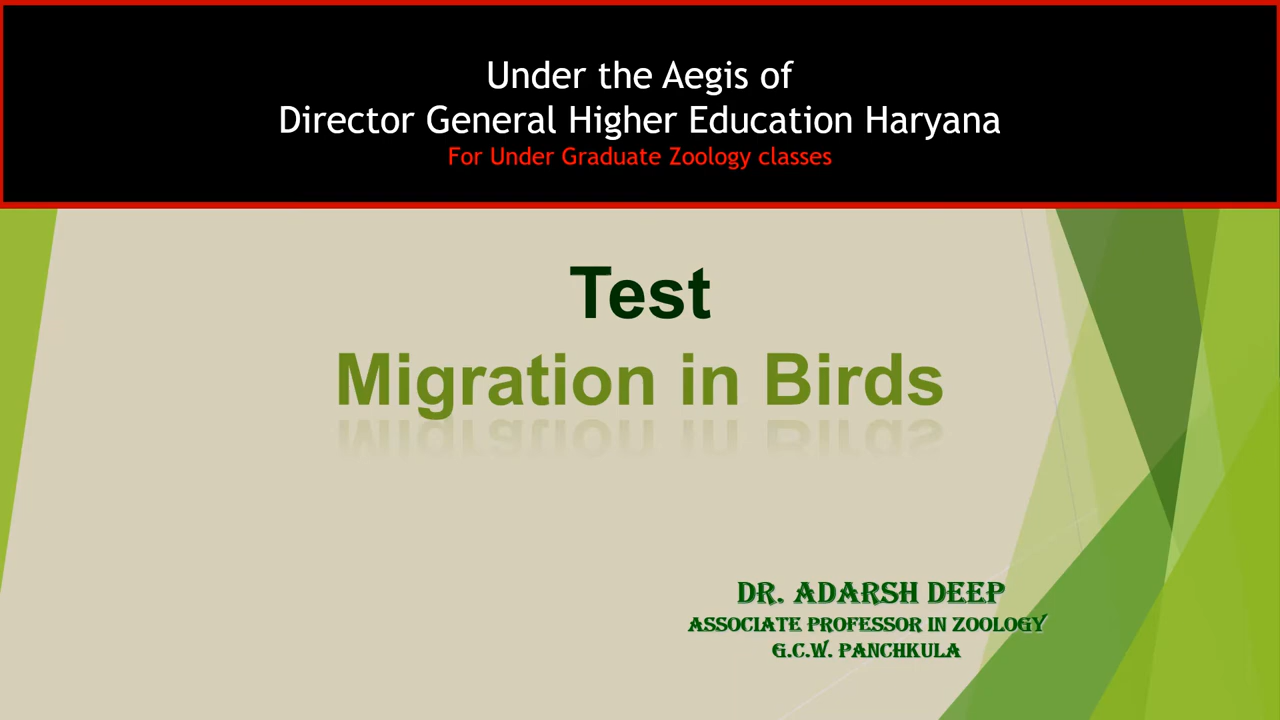 Under the Aegis of
Director General Higher Education Haryana
For Under Graduate Zoology classes
Test
Migration in Birds
DR. ADARSH DEEP
ASSOCIATE PROFESSOR IN ZOOLOGY
G.C.W. PANCHKULA